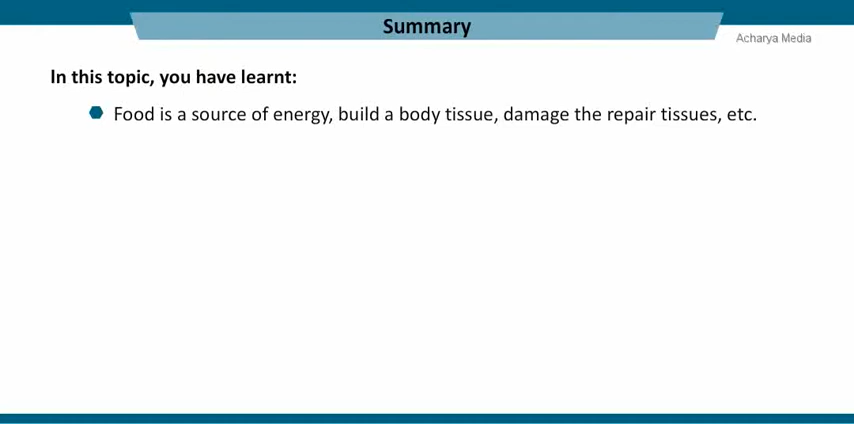 Summary
Acharya Media
In this topic, you have learnt:
Food is a source of energy, build a body tissue, damage the repair tissues, etc.